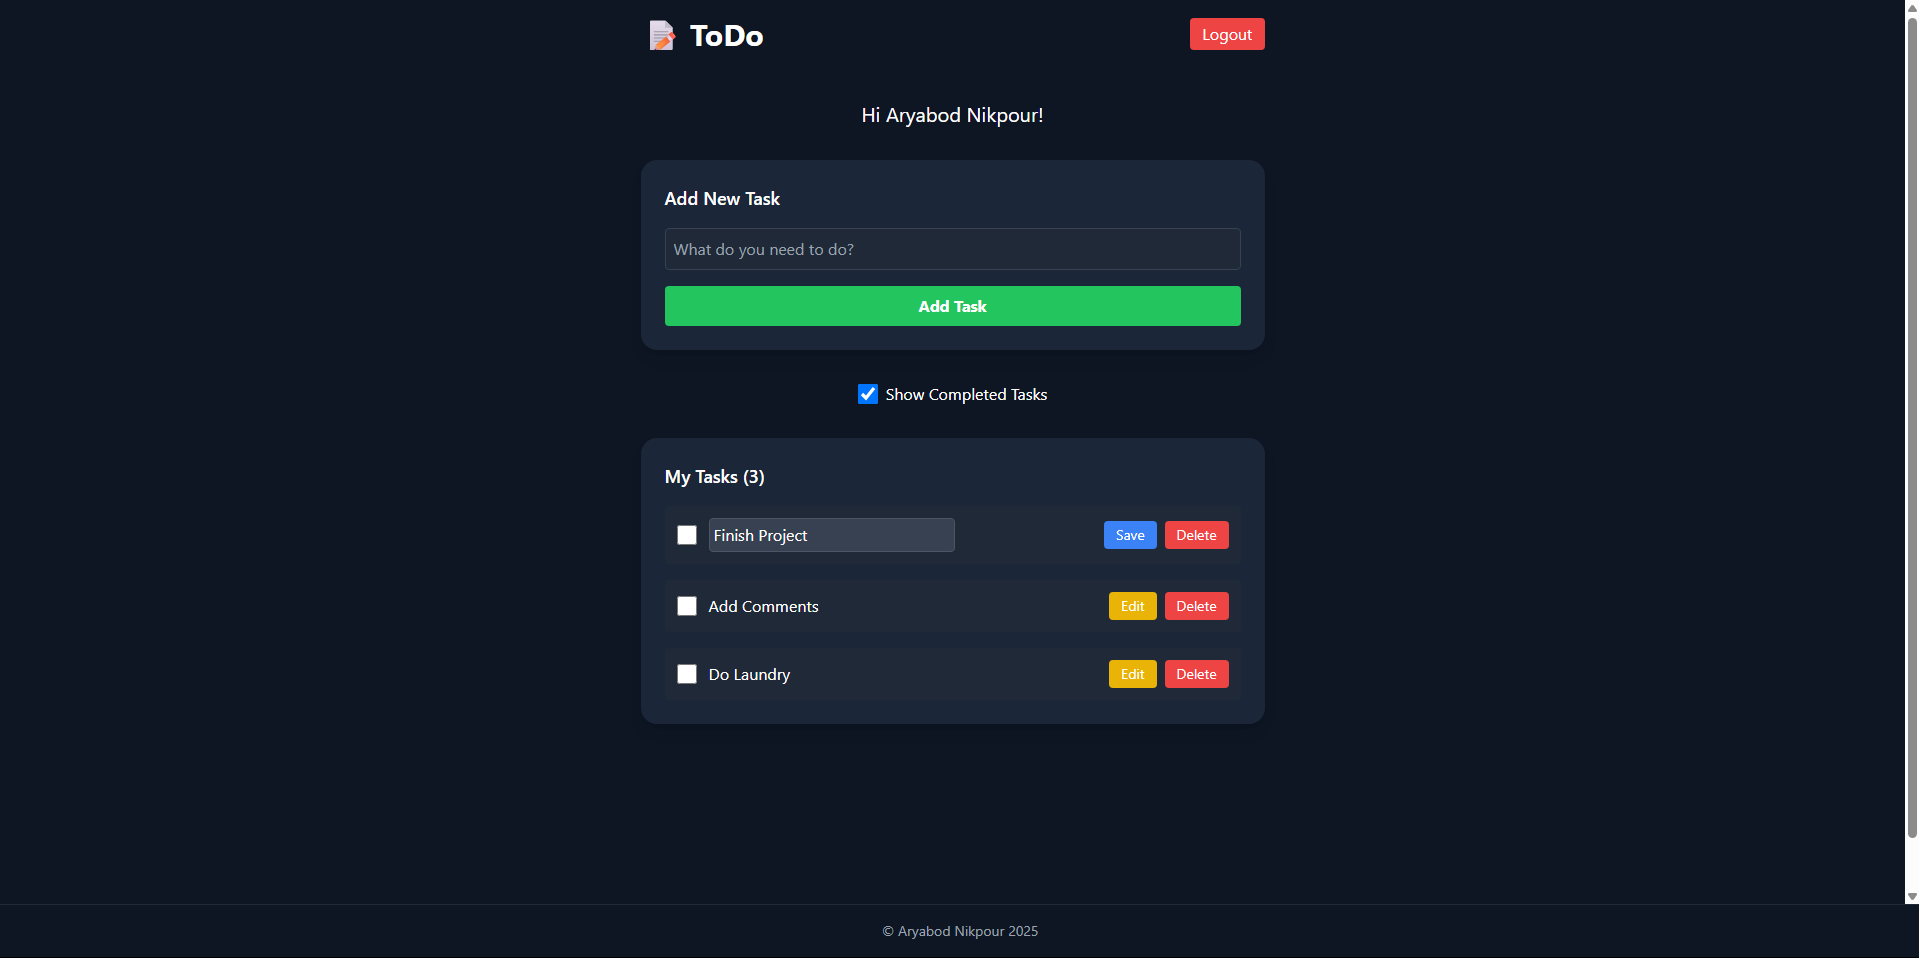 ToDo
Logout
Hi Aryabod Nikpour!
Add New Task
What do you need to do?
Add Task
Show Completed Tasks
My Tasks (3)
Finish Project Save Delete
Add Comments Edit Delete
Do Laundry Edit Delete
© Aryabod Nikpour 2025